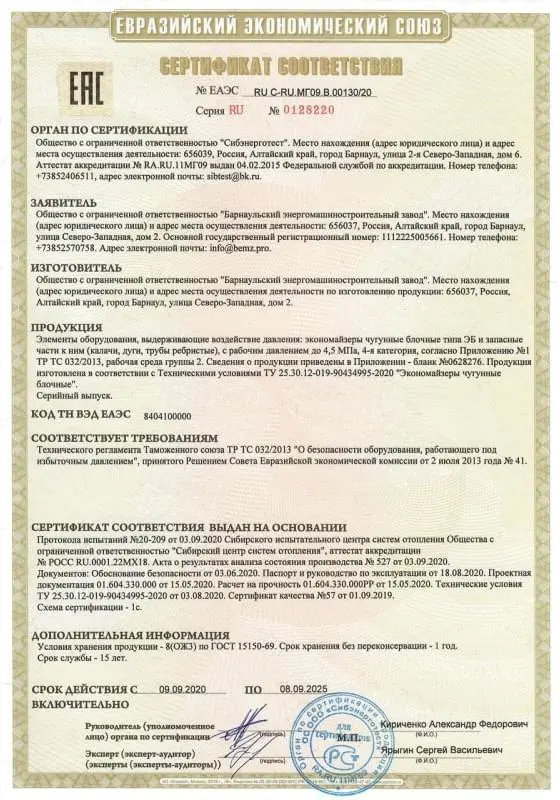 ЕВРАЗИЙСКИЙ ЭКОНОМИЧЕСКИЙ СОЮЗ
СЕРТИФИКАТ СООТВЕТСТВИЯ
ЕАС
№ ЕАЭС RU C-RU.МГ09.В.00130/20
Серия RU № 0128220
ОРГАН ПО СЕРТИФИКАЦИИ
Общество с ограниченной ответственностью "Сибэнерготест". Место нахождения (адрес юридического лица) и адрес
места осуществления деятельности: 656039, Россия, Алтайский край, город Барнаул, улица 2-я Северо-Западная, дом 6.
Аттестат аккредитации № RA.RU.11МГ09 выдан 04.02.2015 Федеральной службой по аккредитации. Номер телефона:
+73852406511, адрес электронной почты: sibtest@bk.ru.
ЗАЯВИТЕЛЬ
Общество с ограниченной ответственностью "Барнаульский энергомашиностроительный завод". Место нахождения
(адрес юридического лица) и адрес места осуществления деятельности: 656037, Россия, Алтайский край, город Барнаул,
улица Северо-Западная, дом 2. Основной государственный регистрационный номер: 1112225005661. Номер телефона:
+73852570758. Адрес электронной почты: info@bemz.pro.
ИЗГОТОВИТЕЛЬ
Общество с ограниченной ответственностью "Барнаульский энергомашиностроительный завод". Место нахождения
(адрес юридического лица) и адрес места осуществления деятельности по изготовлению продукции: 656037, Россия,
Алтайский край, город Барнаул, улица Северо-Западная, дом 2.
ПРОДУКЦИЯ
Элементы оборудования, выдерживающие воздействие давления: экономайзеры чугунные блочные типа ЭБ и запасные
части к ним (калачи, дуги, трубы ребристые), с рабочим давлением до 4,5 МПа, 4-я категория, согласно Приложению №1
ТР ТС 032/2013, рабочая среда группы 2. Сведения о продукции приведены в Приложении - бланк №0628276. Продукция
изготовлена в соответствии с Техническими условиями ТУ 25.30.12-019-90434995-2020 "Экономайзеры чугунные
блочные".
Серийный выпуск.
КОД ТН ВЭД ЕАЭС 8404100000
СООТВЕТСТВУЕТ ТРЕБОВАНИЯМ
Технического регламента Таможенного союза ТР ТС 032/2013 "О безопасности оборудования, работающего под
избыточным давлением", принятого Решением Совета Евразийской экономической комиссии от 2 июля 2013 года № 41.
СЕРТИФИКАТ СООТВЕТСТВИЯ ВЫДАН НА ОСНОВАНИИ
Протокола испытаний №20-209 от 03.09.2020 Сибирского испытательного центра систем отопления Общества с
ограниченной ответственностью "Сибирский центр систем отопления", аттестат аккредитации
№ РОСС RU.0001.22МХ18. Акта о результатах анализа состояния производства № 527 от 03.09.2020.
Документов: Обоснование безопасности от 03.06.2020. Паспорт и руководство по эксплуатации от 18.08.2020. Проектная
документация 01.604.330.000 от 15.05.2020. Расчет на прочность 01.604.330.000РР от 15.05.2020. Технические условия
ТУ 25.30.12-019-90434995-2020 от 03.08.2020. Сертификат качества №57 от 01.09.2019.
Схема сертификации - 1с.
ДОПОЛНИТЕЛЬНАЯ ИНФОРМАЦИЯ
Условия хранения продукции - 8(ОЖ3) по ГОСТ 15150-69. Срок хранения без переконсервации - 1 год.
Срок службы - 15 лет.
СРОК ДЕЙСТВИЯ С 09.09.2020 ПО 08.09.2025
ВКЛЮЧИТЕЛЬНО
Руководитель (уполномоченное
лицо) органа по сертификации (подпись) М.П. Кириченко Александр Федорович (Ф.И.О.)
Эксперт (эксперт-аудитор)
(эксперты (эксперты-аудиторы)) (подпись) Ярыгин Сергей Васильевич (Ф.И.О.)
для